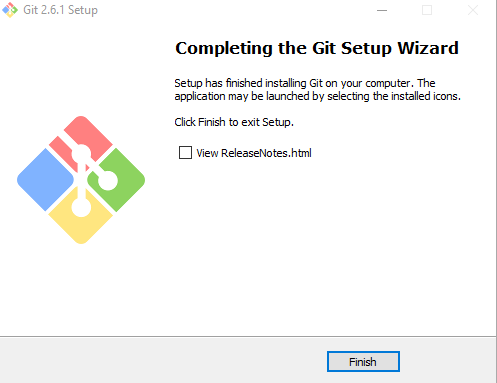 Git 2.6.1 Setup
Completing the Git Setup Wizard
Setup has finished installing Git on your computer. The
application may be launched by selecting the installed icons.
Click Finish to exit Setup.
View ReleaseNotes.html
Finish